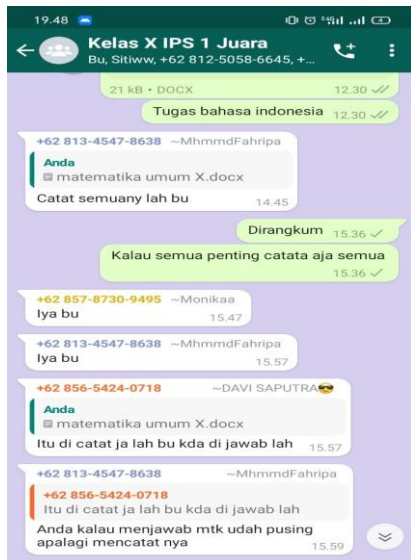 19.48
Kelas X IPS 1 Juara
Bu, Sitiww, +62 812-5058-6645, +...
21 kB • DOCX 12.30
Tugas bahasa indonesia 12.30
+62 813-4547-8638 ~MhmmdFahripa
Anda
matematika umum X.docx
Catat semuany lah bu 14.45
Dirangkum 15.36
Kalau semua penting catata aja semua
15.36
+62 857-8730-9495 ~Monikaa
Iya bu 15.47
+62 813-4547-8638 ~MhmmdFahripa
Iya bu 15.57
+62 856-5424-0718 ~DAVI SAPUTRA😎
Anda
matematika umum X.docx
Itu di catat ja lah bu kda di jawab lah 15.57
+62 813-4547-8638 ~MhmmdFahripa
+62 856-5424-0718
Itu di catat ja lah bu kda di jawab lah
Anda kalau menjawab mtk udah pusing
apalagi mencatat nya 15.59